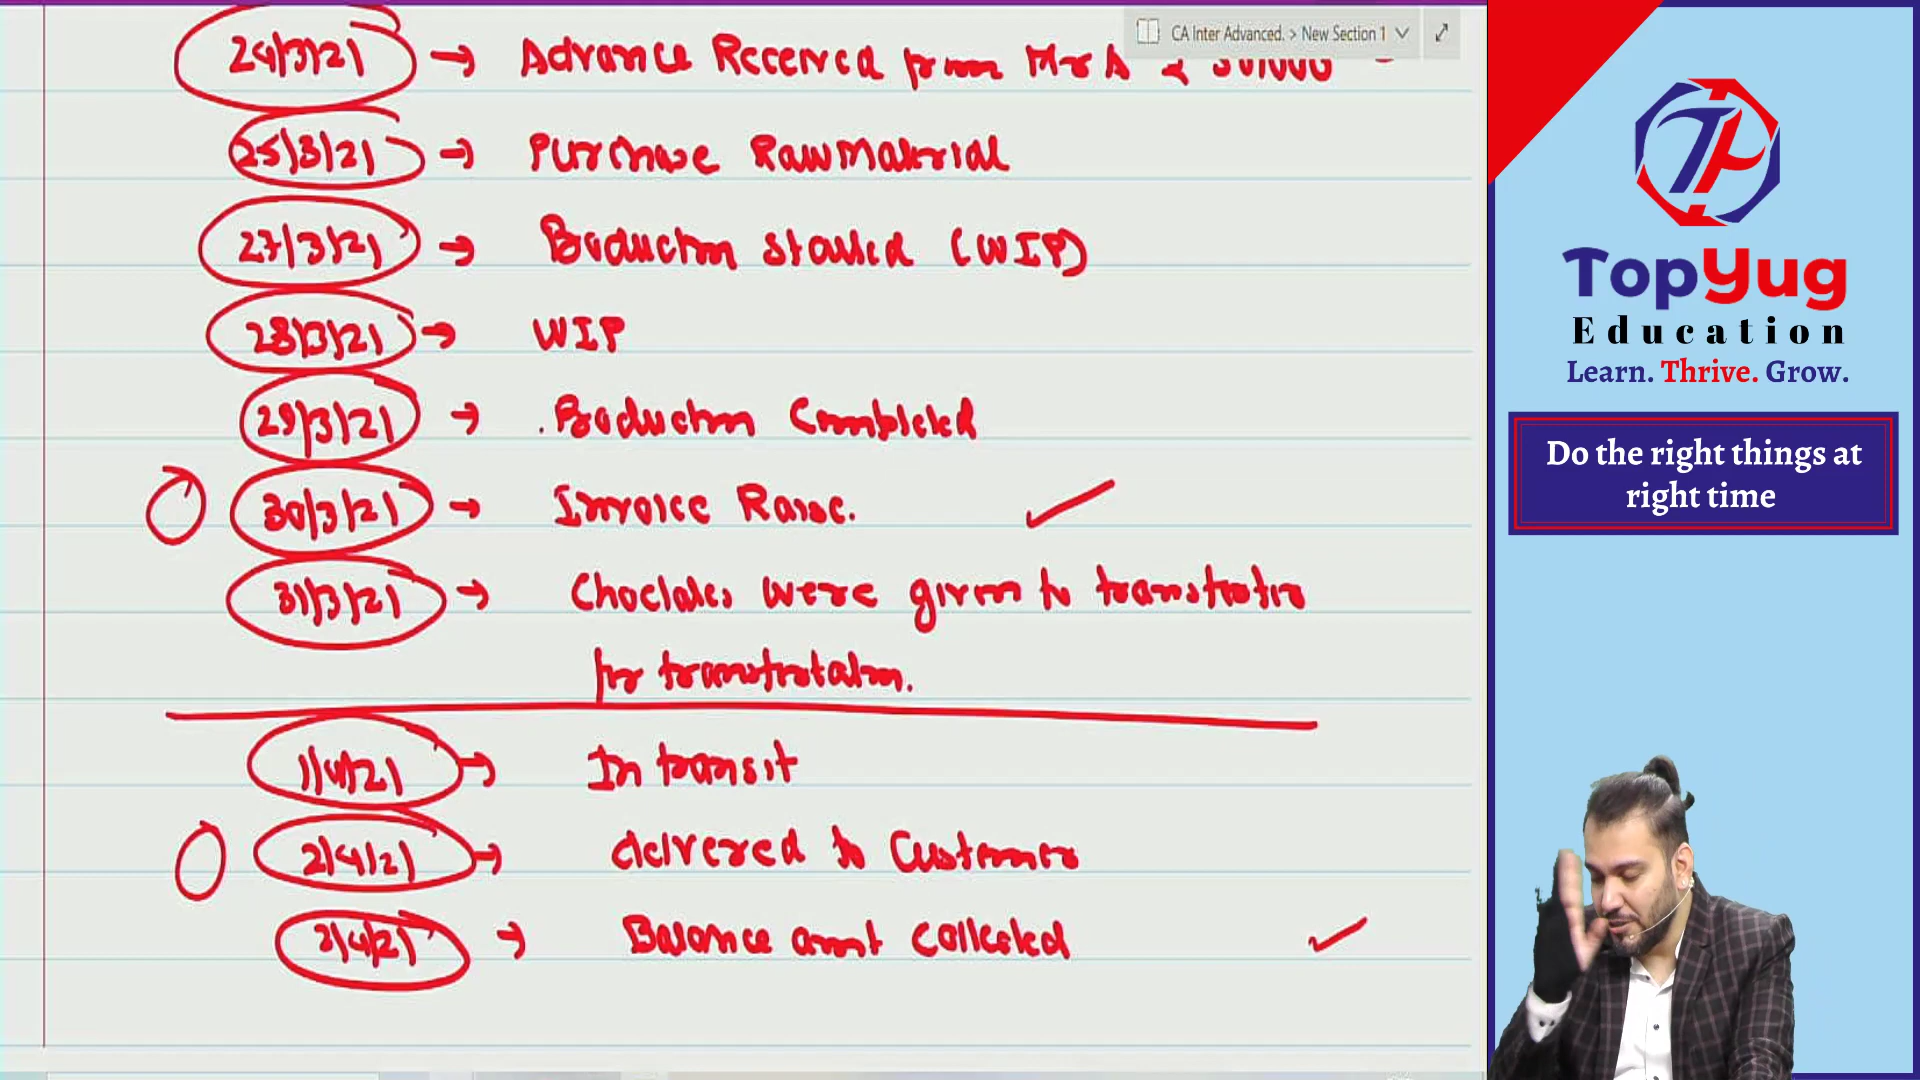 CA Inter Advanced. > New Section 1
24/3/21 → Advance Received from Mr A ₹ 50,000
25/3/21 → Purchase Raw Material
27/3/21 → Production Started (WIP)
28/3/21 → WIP
29/3/21 → Production Completed
30/3/21 → Invoice Raise.
31/3/21 → Choclates were given to transporter
for transportation.
1/4/21 → In transit
2/4/21 → delivered to Customer
3/4/21 → Balance amt Collected
TopYug
Education
Learn. Thrive. Grow.
Do the right things at
right time